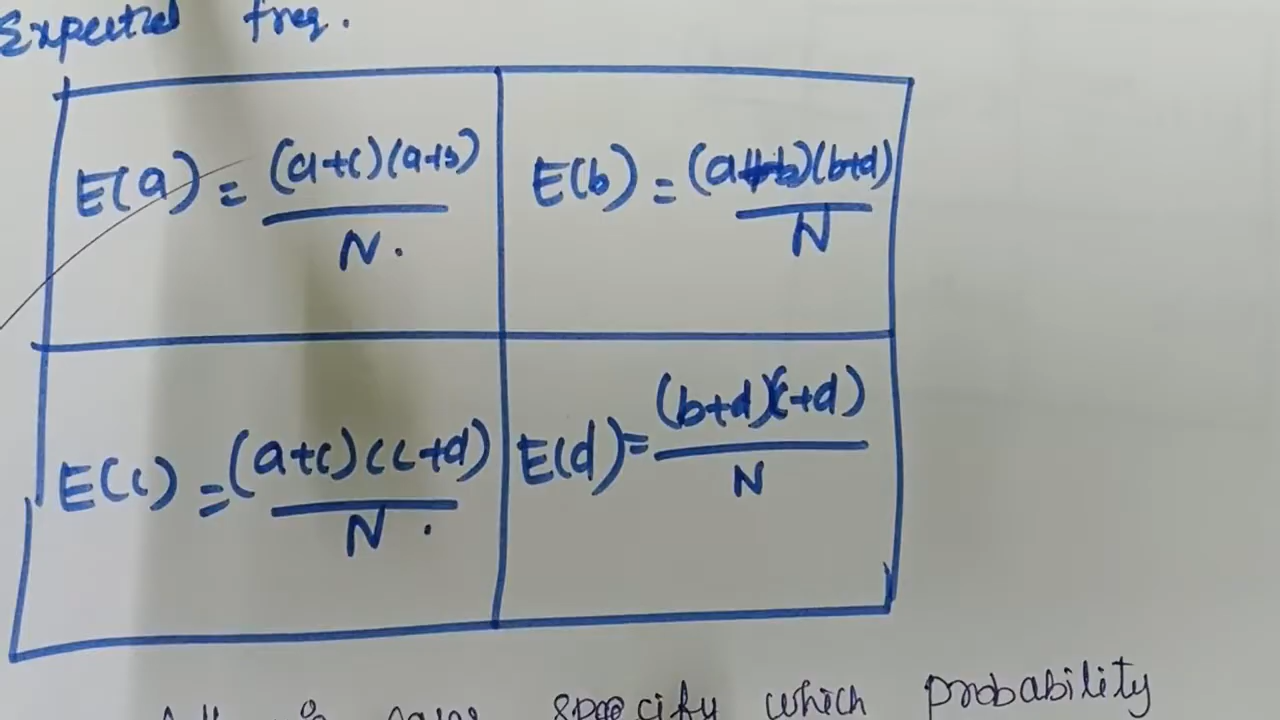 Expected freq.
E(a) = (a+c)(a+b) / N.
E(b) = (a+b)(b+d) / N
E(c) = (a+c)(c+d) / N.
E(d) = (b+d)(c+d) / N
specify which probability